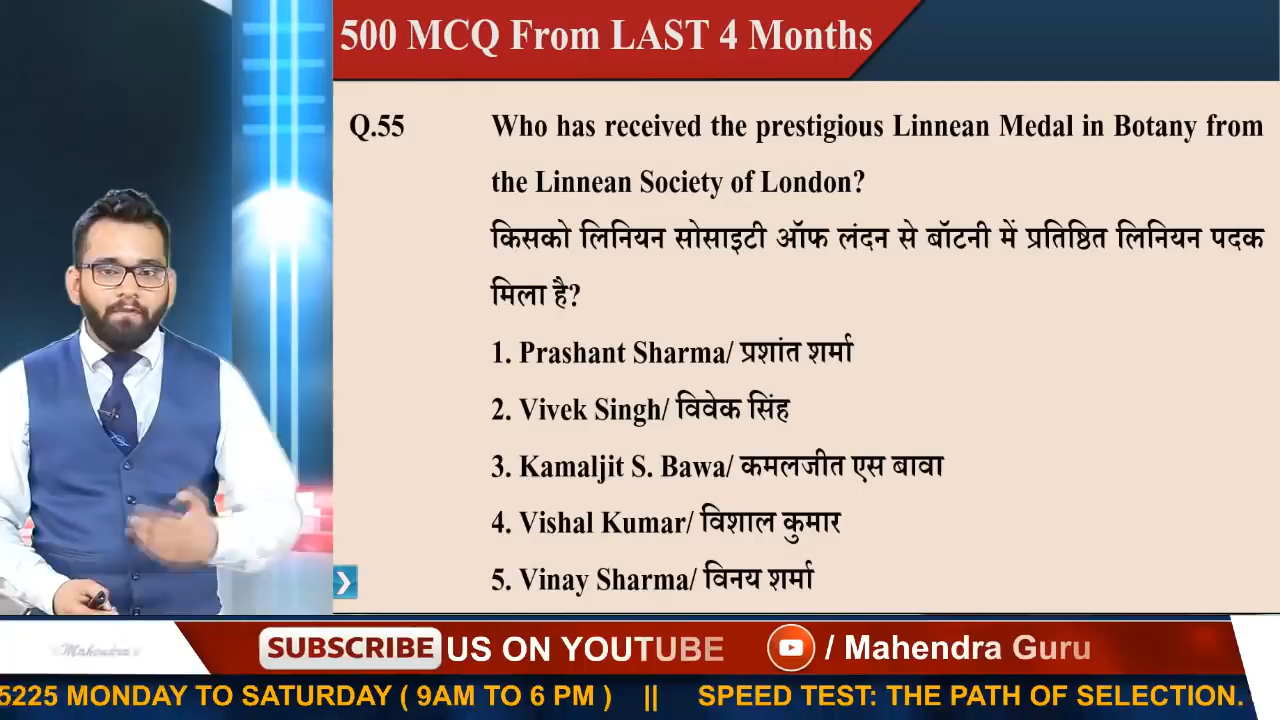 500 MCQ From LAST 4 Months
Q.55 Who has received the prestigious Linnean Medal in Botany from
the Linnean Society of London?
किसको लिनियन सोसाइटी ऑफ लंदन से बॉटनी में प्रतिष्ठित लिनियन पदक
मिला है?
1. Prashant Sharma/ प्रशांत शर्मा
2. Vivek Singh/ विवेक सिंह
3. Kamaljit S. Bawa/ कमलजीत एस बावा
4. Vishal Kumar/ विशाल कुमार
5. Vinay Sharma/ विनय शर्मा
Mahendra's
SUBSCRIBE US ON YOUTUBE / Mahendra Guru
5225 MONDAY TO SATURDAY ( 9AM TO 6 PM ) || SPEED TEST: THE PATH OF SELECTION.